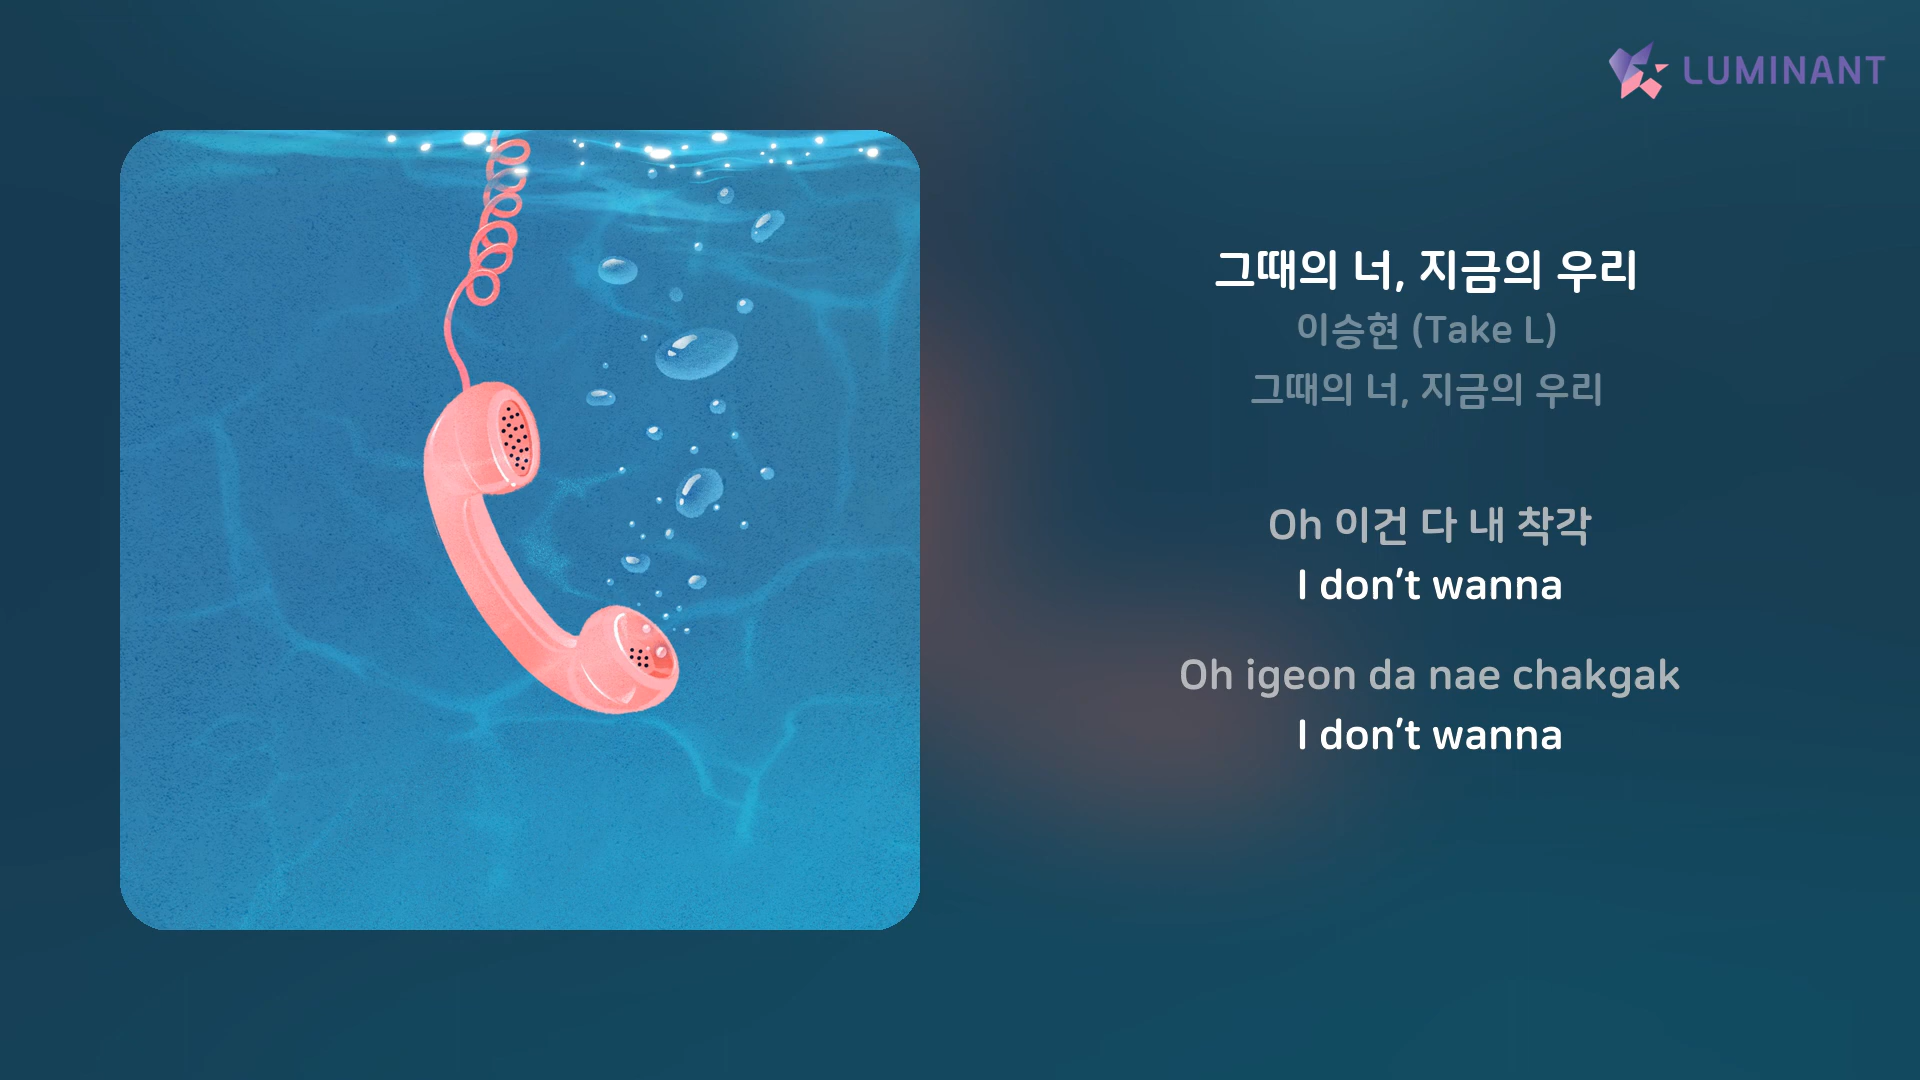 LUMINANT
그때의 너, 지금의 우리
이승현 (Take L)
그때의 너, 지금의 우리
Oh 이건 다 내 착각
I don't wanna
Oh igeon da nae chakgak
I don't wanna